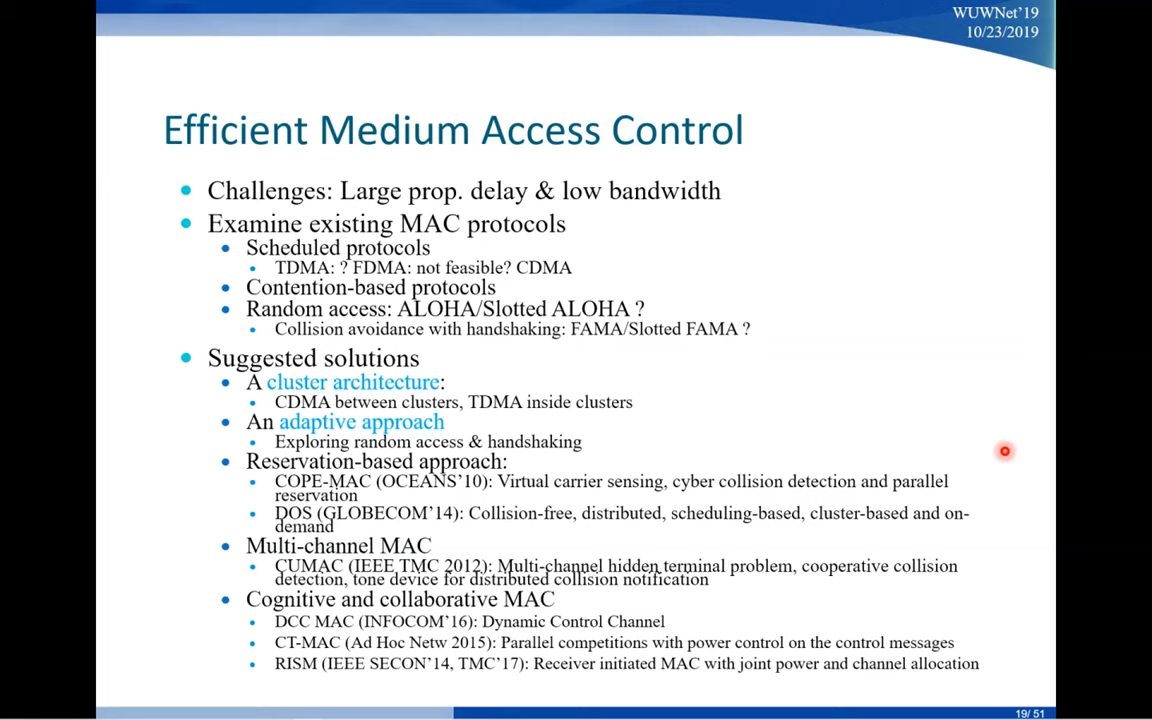 WUWNet'19
10/23/2019
Efficient Medium Access Control
Challenges: Large prop. delay & low bandwidth
Examine existing MAC protocols
Scheduled protocols
TDMA: ? FDMA: not feasible? CDMA
Contention-based protocols
Random access: ALOHA/Slotted ALOHA ?
Collision avoidance with handshaking: FAMA/Slotted FAMA ?
Suggested solutions
A cluster architecture:
CDMA between clusters, TDMA inside clusters
An adaptive approach
Exploring random access & handshaking
Reservation-based approach:
COPE-MAC (OCEANS'10): Virtual carrier sensing, cyber collision detection and parallel
reservation
DOS (GLOBECOM'14): Collision-free, distributed, scheduling-based, cluster-based and on-
demand
Multi-channel MAC
CUMAC (IEEE TMC 2012): Multi-channel hidden terminal problem, cooperative collision
detection, tone device for distributed collision notification
Cognitive and collaborative MAC
DCC MAC (INFOCOM'16): Dynamic Control Channel
CT-MAC (Ad Hoc Netw 2015): Parallel competitions with power control on the control messages
RISM (IEEE SECON'14, TMC'17): Receiver initiated MAC with joint power and channel allocation
19/ 51